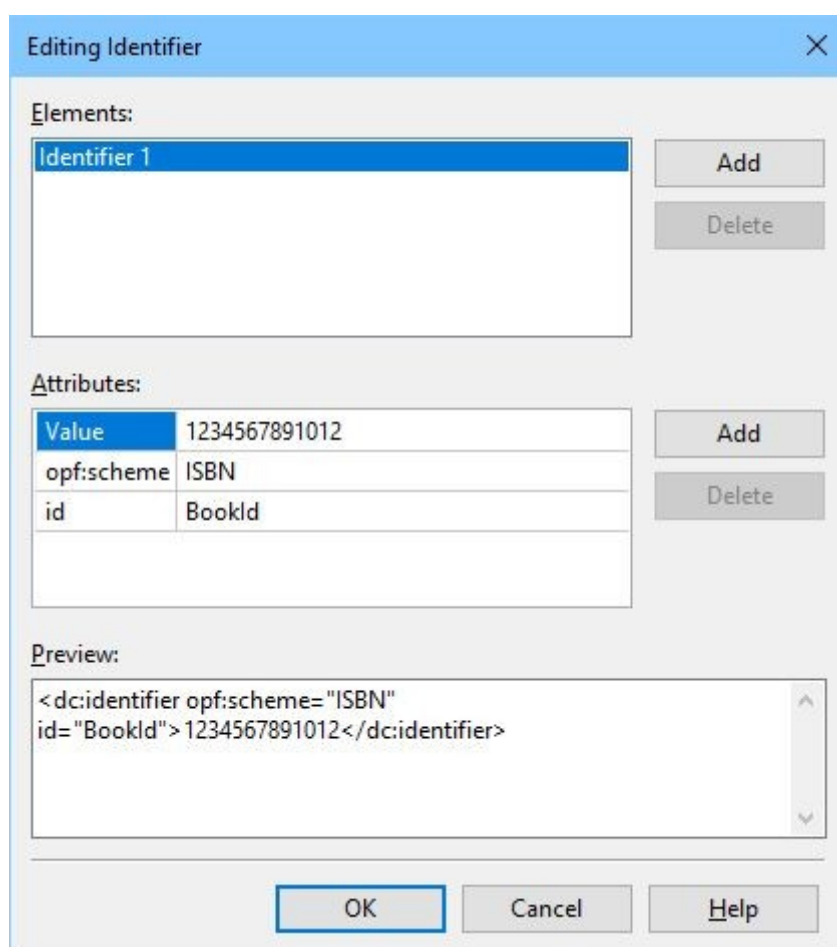 Editing Identifier
Elements:
Identifier 1
Add
Delete
Attributes:
Value 1234567891012
opf:scheme ISBN
id BookId
Add
Delete
Preview:
<dc:identifier opf:scheme="ISBN"
id="BookId">1234567891012</dc:identifier>
OK Cancel Help